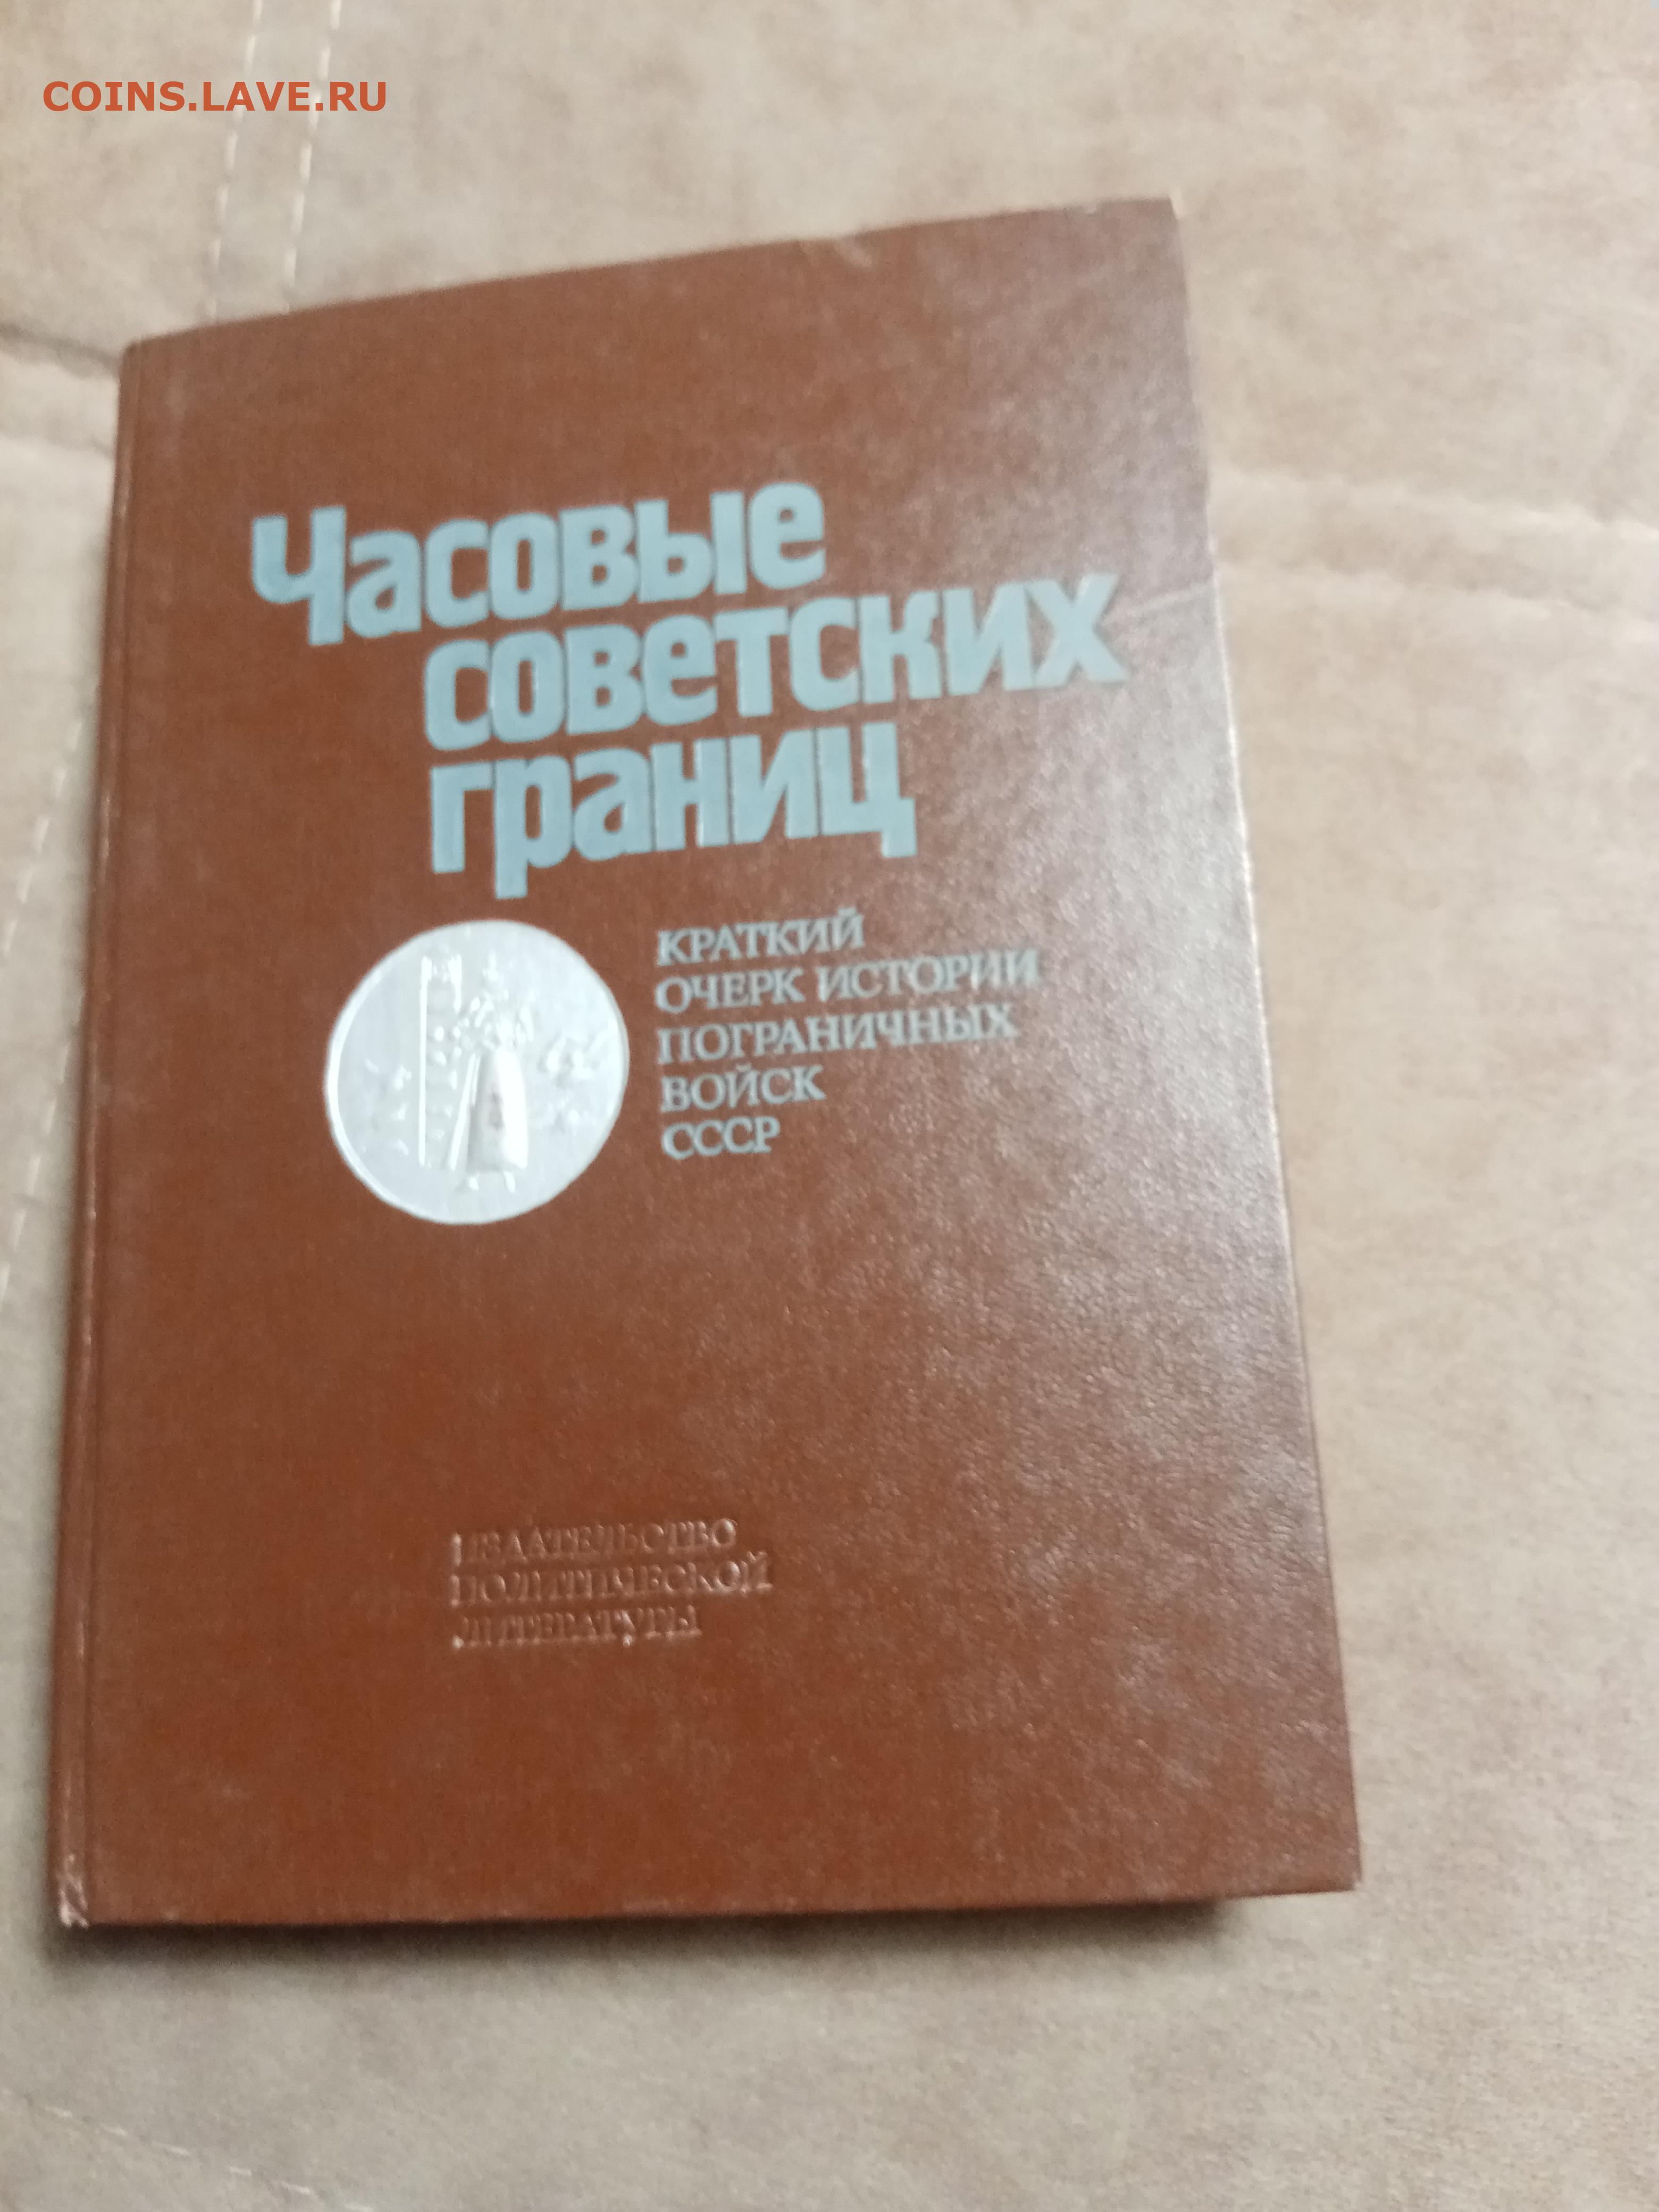 COINS.LAVE.RU
Часовые
советских
границ
КРАТКИЙ
ОЧЕРК ИСТОРИИ
ПОГРАНИЧНЫХ
ВОЙСК
СССР
ИЗДАТЕЛЬСТВО
ПОЛИТИЧЕСКОЙ
ЛИТЕРАТУРЫ